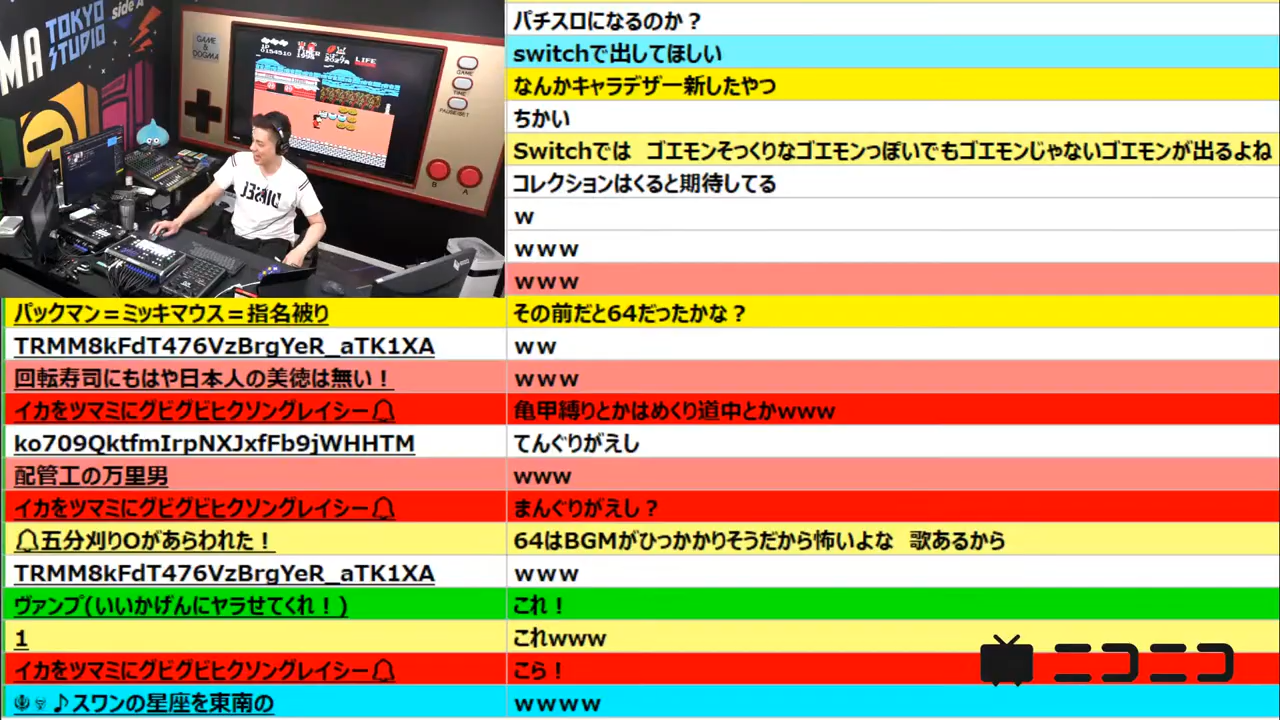 MA TOKYO STUDIO side A
GAME & DOGMA
LIFE
GAME
TIME
PAUSE/SET
B
A
パチスロになるのか？
switchで出してほしい
なんかキャラデザ一新したやつ
ちかい
Switchでは　ゴエモンそっくりなゴエモンっぽいでもゴエモンじゃないゴエモンが出るよね
コレクションはくると期待してる
w
ｗｗｗ
ｗｗｗ
パックマン＝ミッキマウス＝指名被り　その前だと64だったかな？
TRMM8kFdT476VzBrgYeR_aTK1XA　ｗｗ
回転寿司にもはや日本人の美徳は無い！　ｗｗｗ
イカをツマミにグビグビヒクソングレイシー🔔　亀甲縛りとかはめくり道中とかwww
ko709QktfmIrpNXJxfFb9jWHHTM　てんぐりがえし
配管工の万里男　www
イカをツマミにグビグビヒクソングレイシー🔔　まんぐりがえし？
🔔五分刈りOがあらわれた！　64はBGMがひっかかりそうだから怖いよな　歌あるから
TRMM8kFdT476VzBrgYeR_aTK1XA　ｗｗｗ
ヴァンプ(いいかげんにヤラせてくれ！)　これ！
1　これwww
イカをツマミにグビグビヒクソングレイシー🔔　こら！
♪スワンの星座を東南の　ｗｗｗｗ
ニコニコ